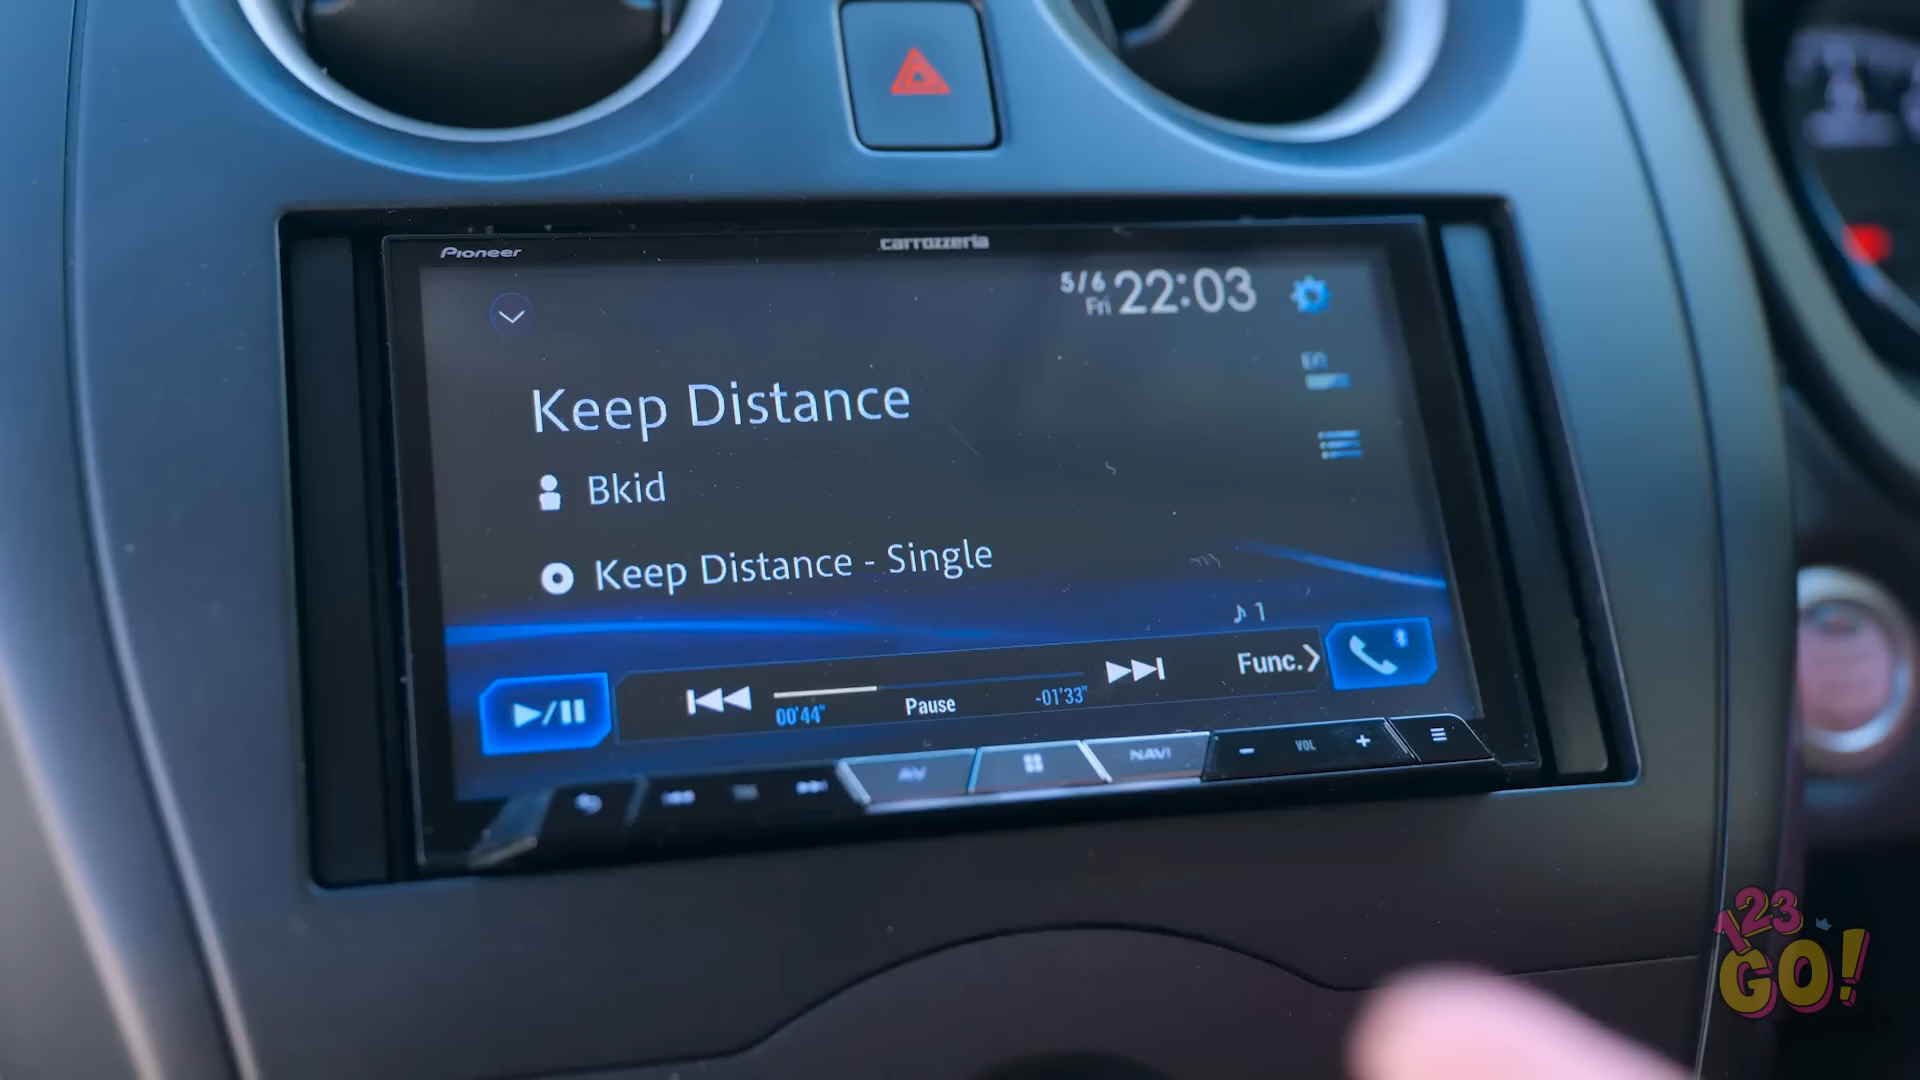 Pioneer
carrozzeria
5/6
Fri
22:03
Keep Distance
Bkid
Keep Distance - Single
♪ 1
00'44"
Pause
-01'33"
Func.
AV
NAVI
- VOL +
123
GO!